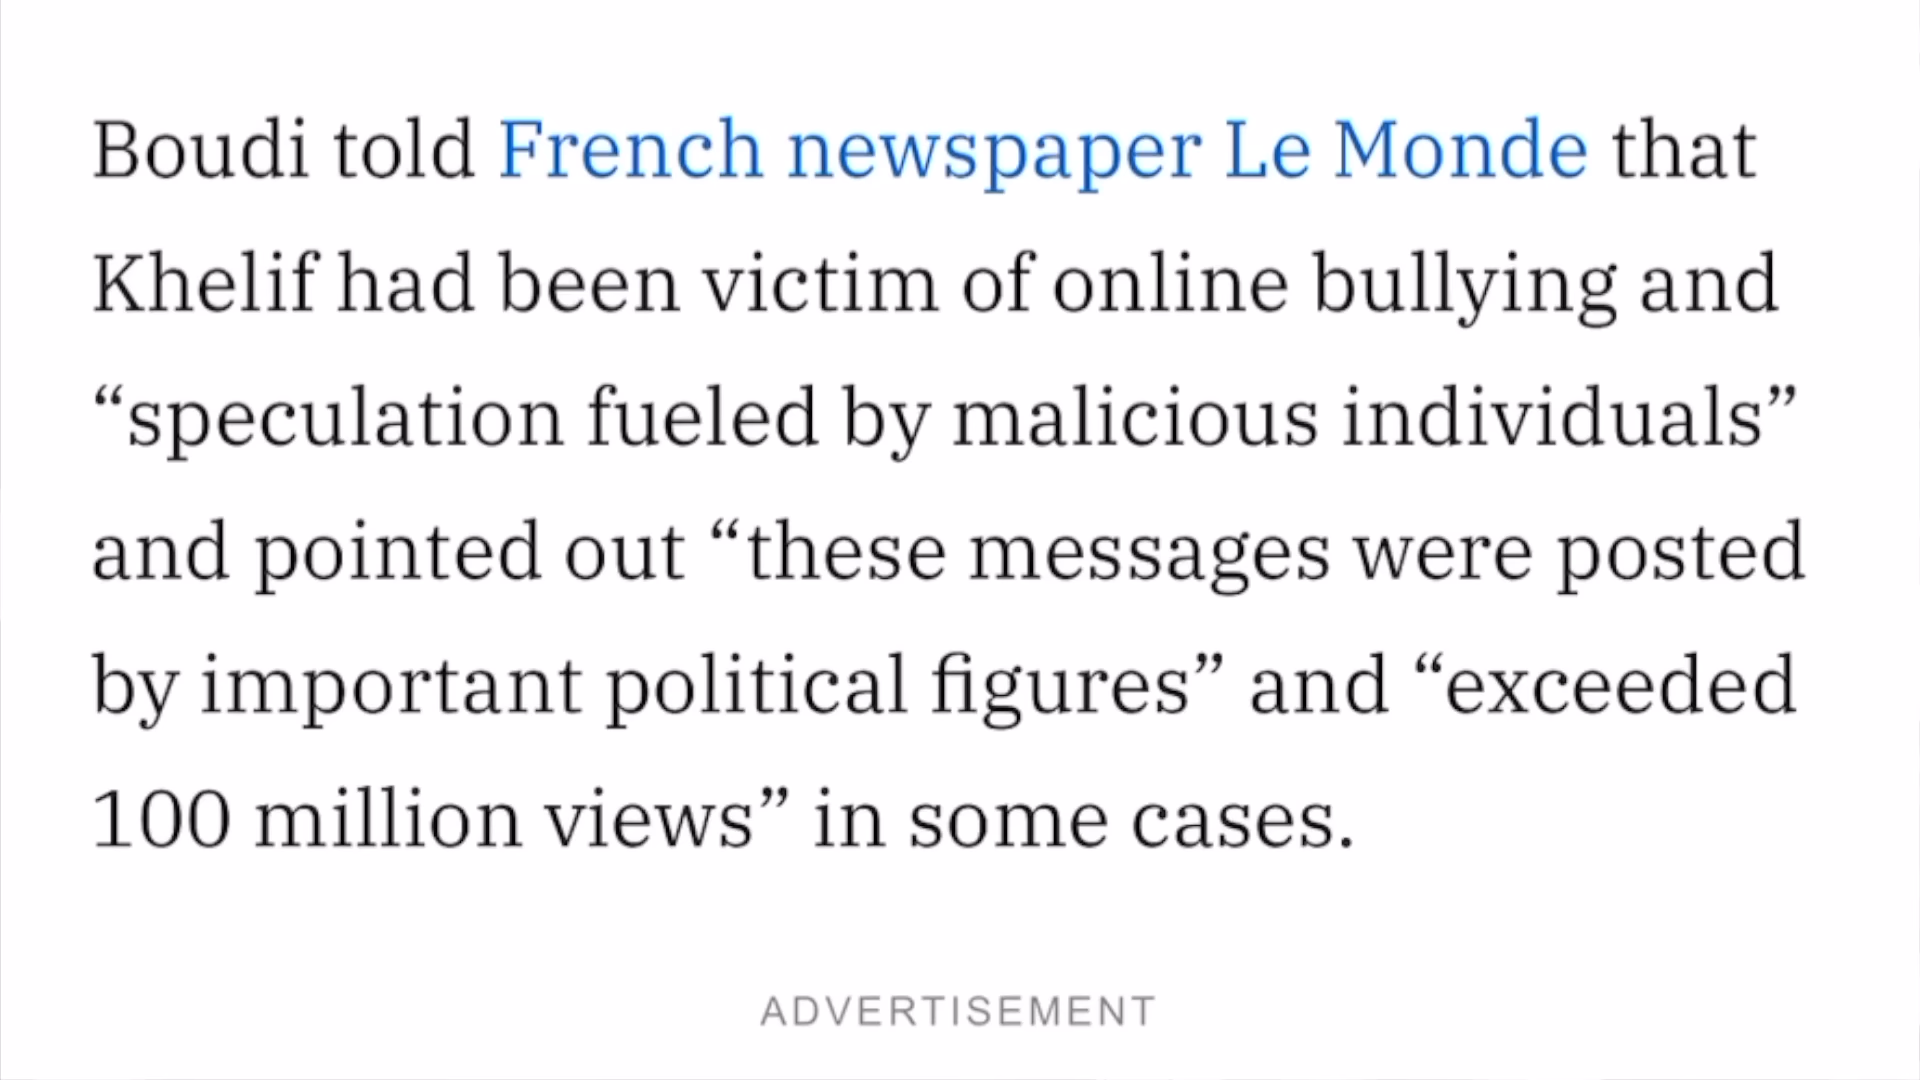 Boudi told French newspaper Le Monde that
Khelif had been victim of online bullying and
“speculation fueled by malicious individuals”
and pointed out “these messages were posted
by important political figures” and “exceeded
100 million views” in some cases.
ADVERTISEMENT